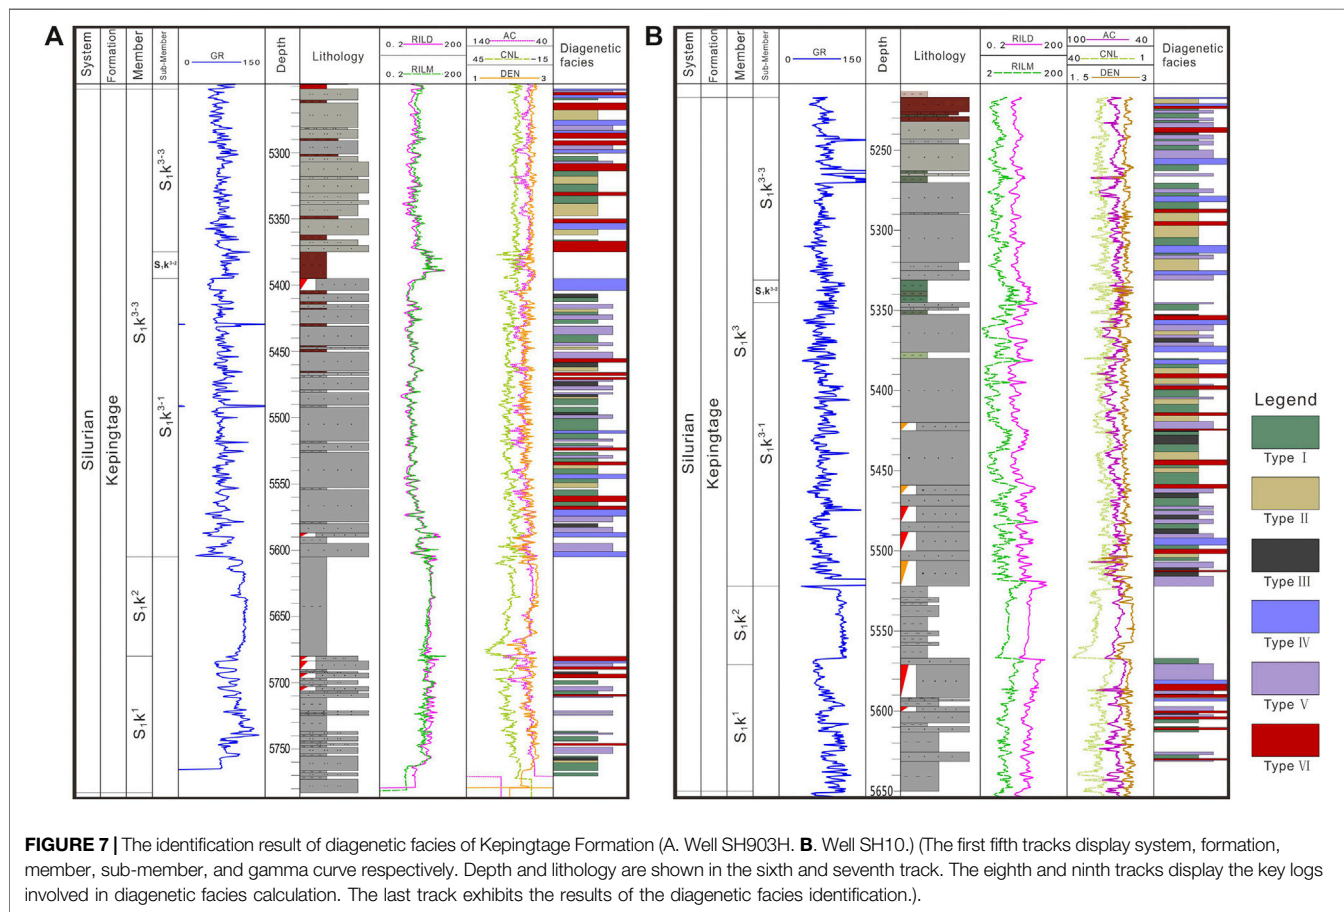 A
System
Formation
Member
Sub-Member
GR
0 150
Depth
Lithology
RILD
0. 2 200
RILM
0. 2 200
AC
140 40
CNL
45 -15
DEN
1 3
Diagenetic
facies
Silurian
Kepingtage
S₁k³⁻³
S₁k³⁻²
S₁k³⁻³
S₁k³⁻¹
S₁k²
S₁k¹
5300
5350
5400
5450
5500
5550
5600
5650
5700
5750
B
System
Formation
Member
Sub-Member
GR
0 150
Depth
Lithology
RILD
0. 2 200
RILM
2 200
AC
100 40
CNL
40 1
DEN
1. 5 3
Diagenetic
facies
Silurian
Kepingtage
S₁k³
S₁k²
S₁k¹
S₁k³⁻³
S₁k³⁻²
S₁k³⁻¹
5250
5300
5350
5400
5450
5500
5550
5600
5650
Legend
Type Ⅰ
Type Ⅱ
Type Ⅲ
Type Ⅳ
Type Ⅴ
Type Ⅵ
FIGURE 7 | The identification result of diagenetic facies of Kepingtage Formation (A. Well SH903H. B. Well SH10.) (The first fifth tracks display system, formation,
member, sub-member, and gamma curve respectively. Depth and lithology are shown in the sixth and seventh track. The eighth and ninth tracks display the key logs
involved in diagenetic facies calculation. The last track exhibits the results of the diagenetic facies identification.).